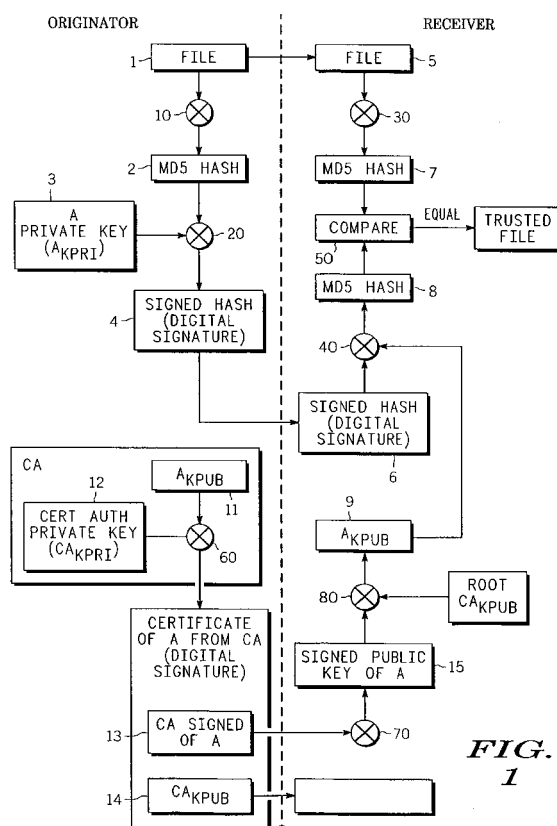 ORIGINATOR
RECEIVER
1
FILE
FILE
5
10
30
2
MD5 HASH
MD5 HASH
7
3
A
PRIVATE KEY
(AKPRI)
20
COMPARE
50
EQUAL
TRUSTED
FILE
4
SIGNED HASH
(DIGITAL
SIGNATURE)
MD5 HASH
8
40
SIGNED HASH
(DIGITAL
SIGNATURE)
6
CA
AKPUB
11
12
CERT AUTH
PRIVATE KEY
(CAKPRI)
60
9
AKPUB
80
ROOT
CAKPUB
CERTIFICATE
OF A FROM CA
(DIGITAL
SIGNATURE)
SIGNED PUBLIC
KEY OF A
15
13
CA SIGNED
OF A
70
14
CAKPUB
FIG.
1